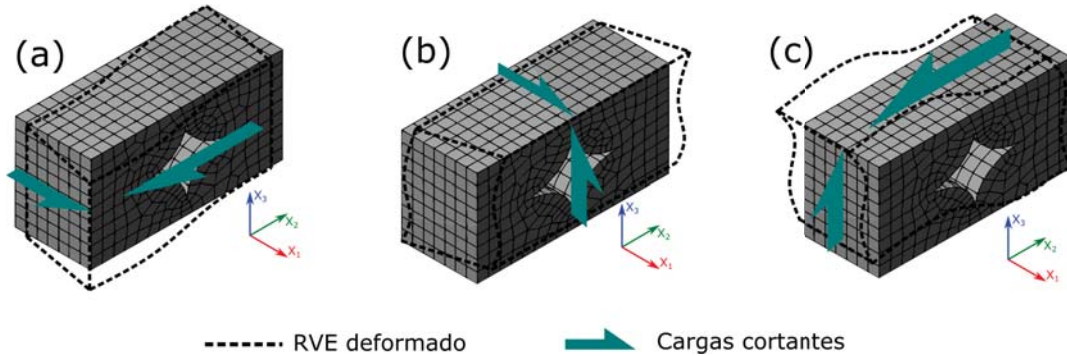 (a) (b) (c)
X3 X2 X1
X3 X2 X1
X3 X2 X1
RVE deformado Cargas cortantes